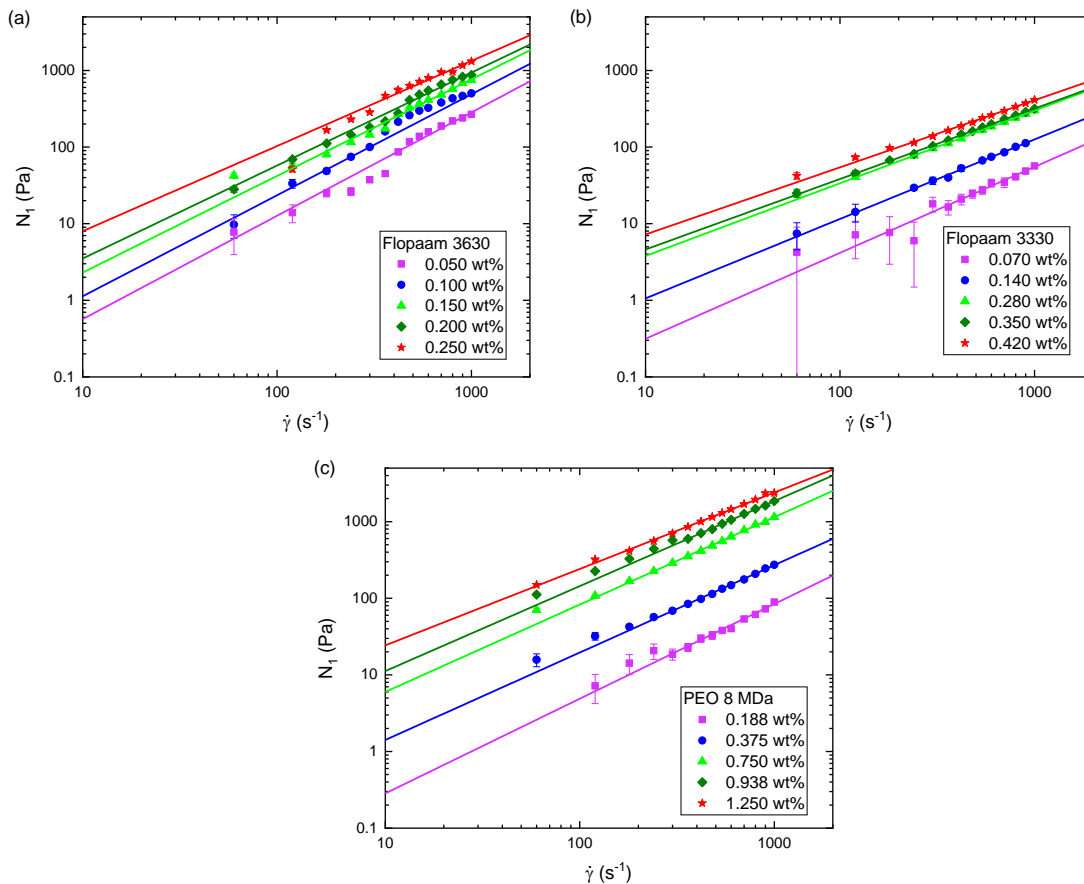 (a)
1000
100
10
1
0.1
N₁ (Pa)
Flopaam 3630
0.050 wt%
0.100 wt%
0.150 wt%
0.200 wt%
0.250 wt%
10 100 1000
γ̇ (s⁻¹)
(b)
1000
100
10
1
0.1
N₁ (Pa)
Flopaam 3330
0.070 wt%
0.140 wt%
0.280 wt%
0.350 wt%
0.420 wt%
10 100 1000
γ̇ (s⁻¹)
(c)
1000
100
10
1
0.1
N₁ (Pa)
PEO 8 MDa
0.188 wt%
0.375 wt%
0.750 wt%
0.938 wt%
1.250 wt%
10 100 1000
γ̇ (s⁻¹)